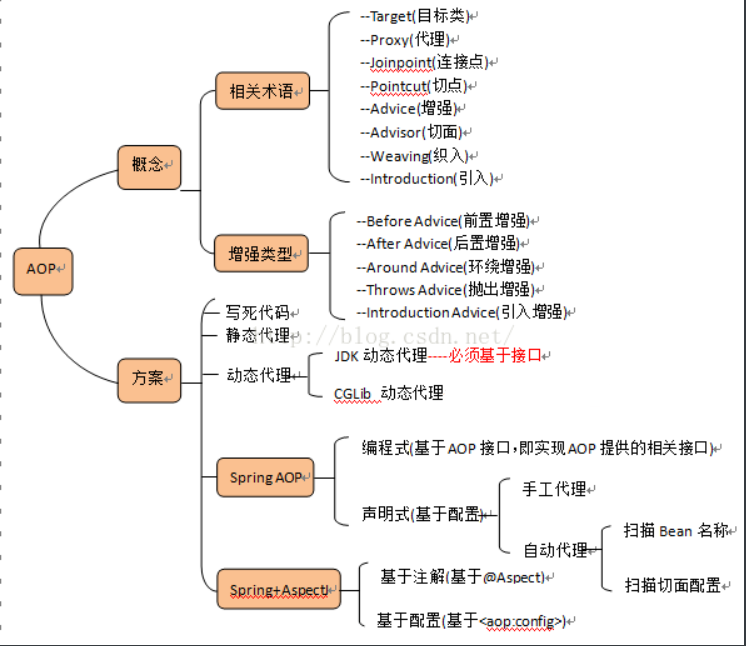 --Target(目标类)
--Proxy(代理)
--Joinpoint(连接点)
--Pointcut(切点)
--Advice(增强)
--Advisor(切面)
--Weaving(织入)
--Introduction(引入)
相关术语
概念
--Before Advice(前置增强)
--After Advice(后置增强)
--Around Advice(环绕增强)
--Throws Advice(抛出增强)
--Introduction Advice(引入增强)
增强类型
AOP
写死代码
静态代理
http://blog.csdn.net/
动态代理
JDK 动态代理----必须基于接口
CGLib 动态代理
方案
编程式(基于 AOP 接口,即实现 AOP 提供的相关接口)
Spring AOP
声明式(基于配置)
手工代理
自动代理
扫描 Bean 名称
扫描切面配置
Spring+AspectJ
基于注解(基于@Aspect)
基于配置(基于<aop:config>)